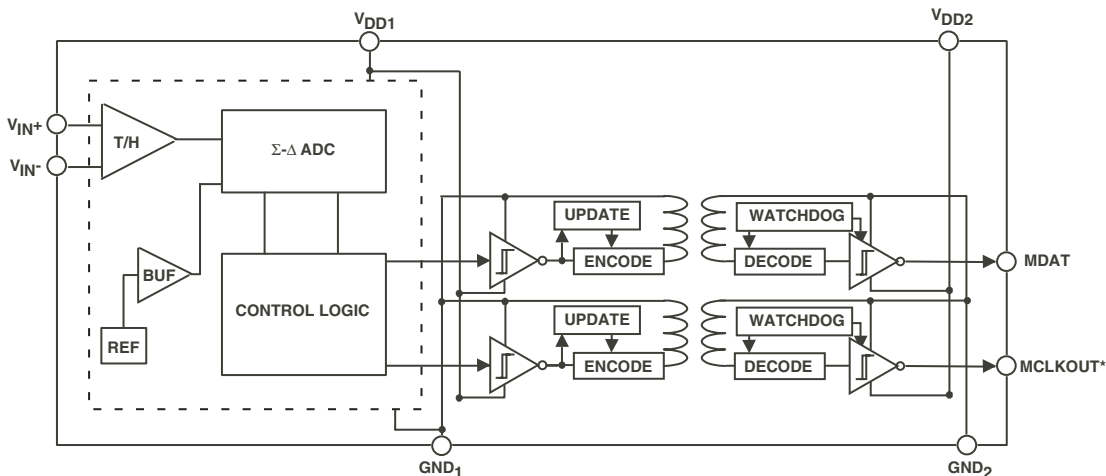 VDD1
VDD2
VIN+
VIN-
T/H
Σ-Δ ADC
BUF
REF
CONTROL LOGIC
UPDATE
ENCODE
WATCHDOG
DECODE
MDAT
UPDATE
ENCODE
WATCHDOG
DECODE
MCLKOUT*
GND1
GND2